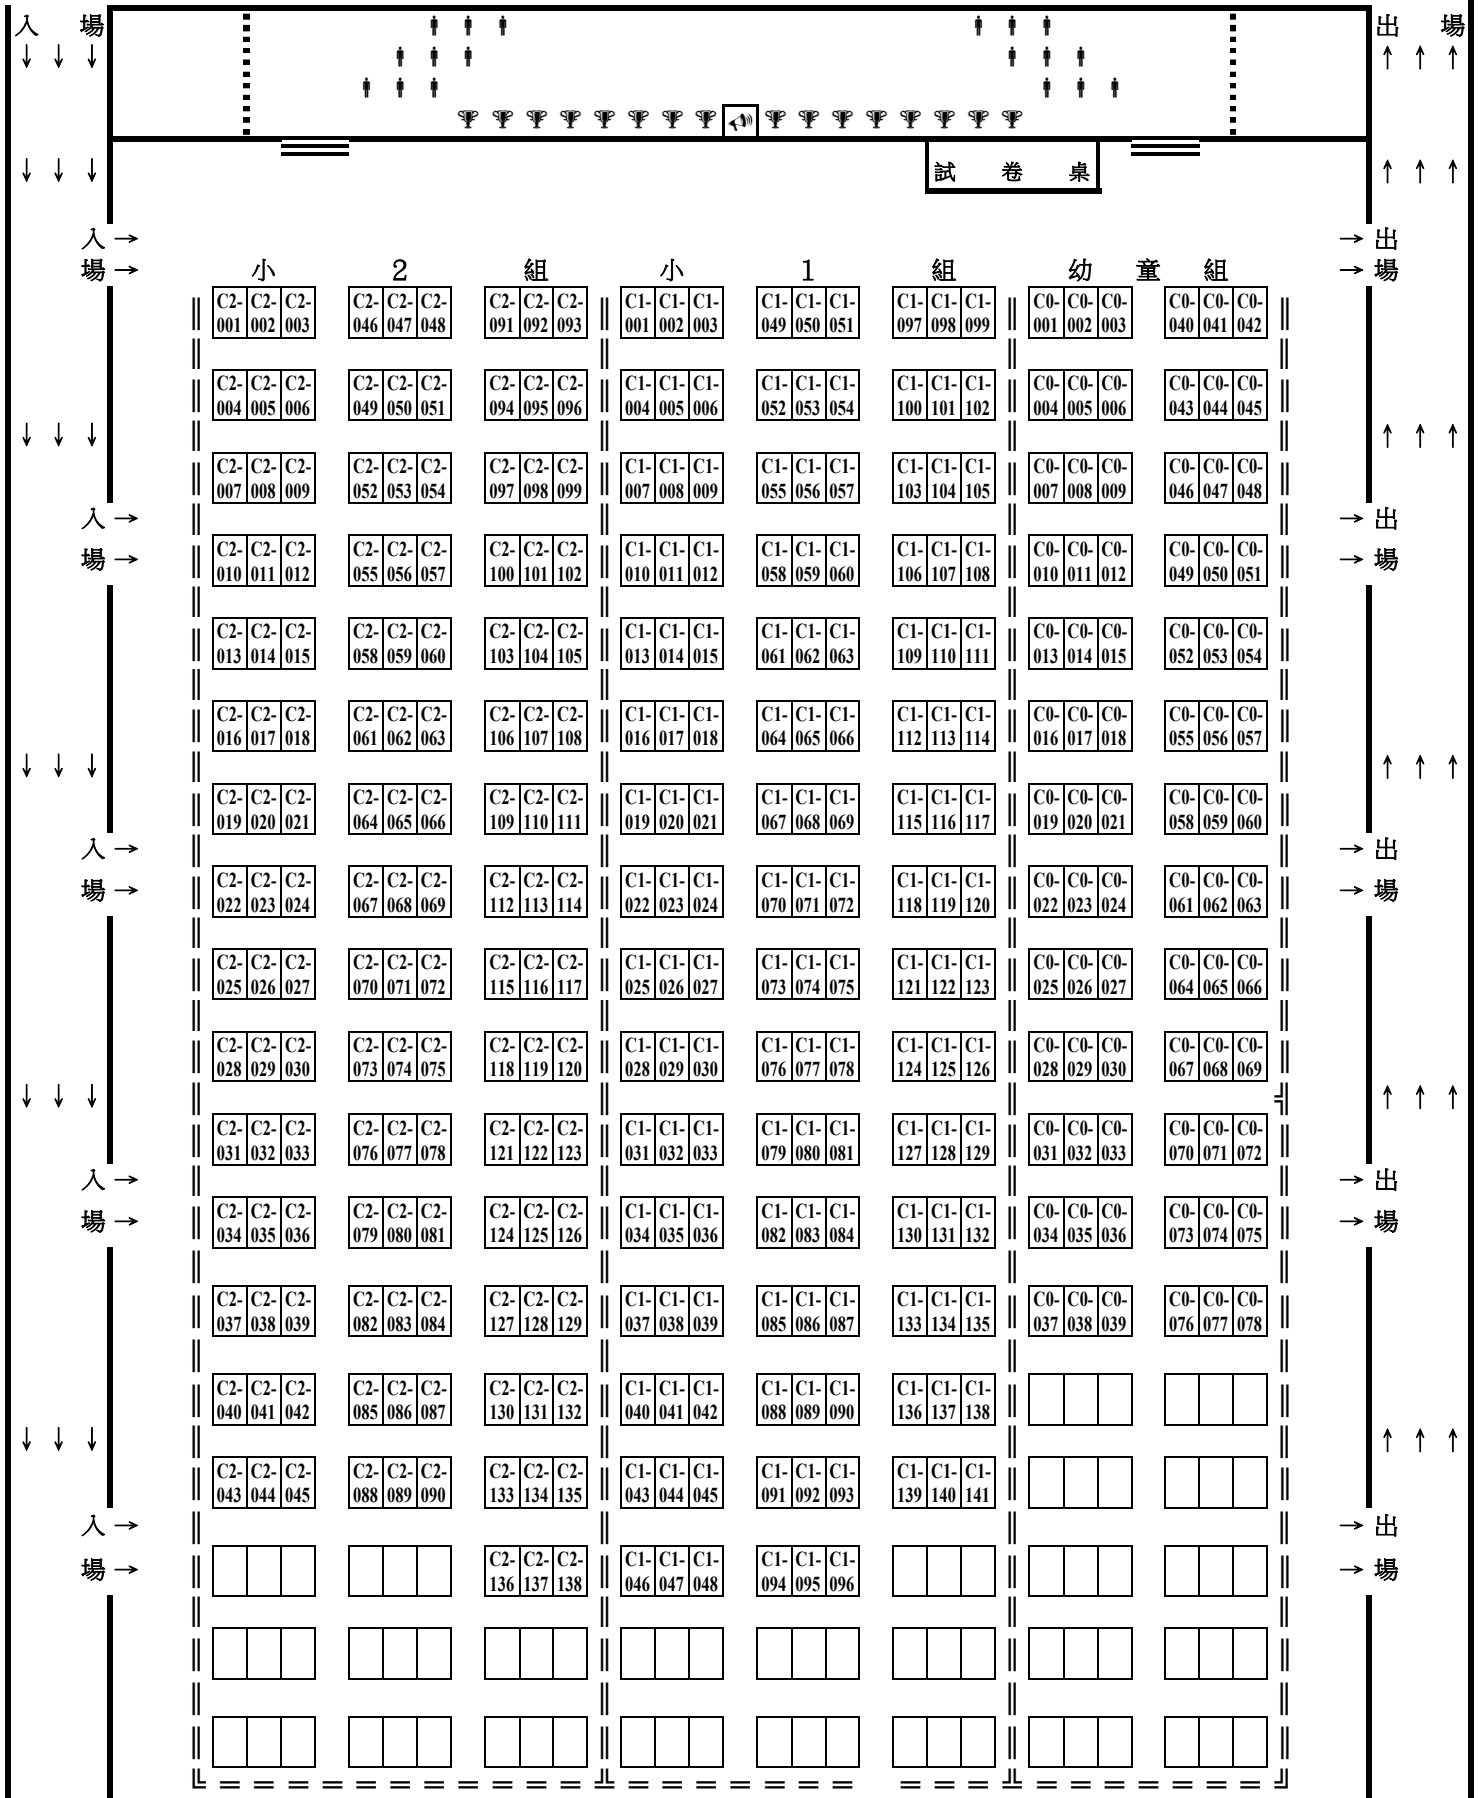 入 場 出 場
↓ ↓ ↓ ↑ ↑ ↑
↓ ↓ ↓ 試 卷 桌 ↑ ↑ ↑
入 → → 出
場 → 小 2 組 小 1 組 幼 童 組 → 場
C2-001 C2-002 C2-003 C2-046 C2-047 C2-048 C2-091 C2-092 C2-093 C1-001 C1-002 C1-003 C1-049 C1-050 C1-051 C1-097 C1-098 C1-099 C0-001 C0-002 C0-003 C0-040 C0-041 C0-042
C2-004 C2-005 C2-006 C2-049 C2-050 C2-051 C2-094 C2-095 C2-096 C1-004 C1-005 C1-006 C1-052 C1-053 C1-054 C1-100 C1-101 C1-102 C0-004 C0-005 C0-006 C0-043 C0-044 C0-045
↓ ↓ ↓ ↑ ↑ ↑
C2-007 C2-008 C2-009 C2-052 C2-053 C2-054 C2-097 C2-098 C2-099 C1-007 C1-008 C1-009 C1-055 C1-056 C1-057 C1-103 C1-104 C1-105 C0-007 C0-008 C0-009 C0-046 C0-047 C0-048
入 → → 出
場 → C2-010 C2-011 C2-012 C2-055 C2-056 C2-057 C2-100 C2-101 C2-102 C1-010 C1-011 C1-012 C1-058 C1-059 C1-060 C1-106 C1-107 C1-108 C0-010 C0-011 C0-012 C0-049 C0-050 C0-051 → 場
C2-013 C2-014 C2-015 C2-058 C2-059 C2-060 C2-103 C2-104 C2-105 C1-013 C1-014 C1-015 C1-061 C1-062 C1-063 C1-109 C1-110 C1-111 C0-013 C0-014 C0-015 C0-052 C0-053 C0-054
C2-016 C2-017 C2-018 C2-061 C2-062 C2-063 C2-106 C2-107 C2-108 C1-016 C1-017 C1-018 C1-064 C1-065 C1-066 C1-112 C1-113 C1-114 C0-016 C0-017 C0-018 C0-055 C0-056 C0-057
↓ ↓ ↓ ↑ ↑ ↑
C2-019 C2-020 C2-021 C2-064 C2-065 C2-066 C2-109 C2-110 C2-111 C1-019 C1-020 C1-021 C1-067 C1-068 C1-069 C1-115 C1-116 C1-117 C0-019 C0-020 C0-021 C0-058 C0-059 C0-060
入 → → 出
場 → C2-022 C2-023 C2-024 C2-067 C2-068 C2-069 C2-112 C2-113 C2-114 C1-022 C1-023 C1-024 C1-070 C1-071 C1-072 C1-118 C1-119 C1-120 C0-022 C0-023 C0-024 C0-061 C0-062 C0-063 → 場
C2-025 C2-026 C2-027 C2-070 C2-071 C2-072 C2-115 C2-116 C2-117 C1-025 C1-026 C1-027 C1-073 C1-074 C1-075 C1-121 C1-122 C1-123 C0-025 C0-026 C0-027 C0-064 C0-065 C0-066
C2-028 C2-029 C2-030 C2-073 C2-074 C2-075 C2-118 C2-119 C2-120 C1-028 C1-029 C1-030 C1-076 C1-077 C1-078 C1-124 C1-125 C1-126 C0-028 C0-029 C0-030 C0-067 C0-068 C0-069
↓ ↓ ↓ ↑ ↑ ↑
C2-031 C2-032 C2-033 C2-076 C2-077 C2-078 C2-121 C2-122 C2-123 C1-031 C1-032 C1-033 C1-079 C1-080 C1-081 C1-127 C1-128 C1-129 C0-031 C0-032 C0-033 C0-070 C0-071 C0-072
入 → → 出
場 → C2-034 C2-035 C2-036 C2-079 C2-080 C2-081 C2-124 C2-125 C2-126 C1-034 C1-035 C1-036 C1-082 C1-083 C1-084 C1-130 C1-131 C1-132 C0-034 C0-035 C0-036 C0-073 C0-074 C0-075 → 場
C2-037 C2-038 C2-039 C2-082 C2-083 C2-084 C2-127 C2-128 C2-129 C1-037 C1-038 C1-039 C1-085 C1-086 C1-087 C1-133 C1-134 C1-135 C0-037 C0-038 C0-039 C0-076 C0-077 C0-078
C2-040 C2-041 C2-042 C2-085 C2-086 C2-087 C2-130 C2-131 C2-132 C1-040 C1-041 C1-042 C1-088 C1-089 C1-090 C1-136 C1-137 C1-138
↓ ↓ ↓ ↑ ↑ ↑
C2-043 C2-044 C2-045 C2-088 C2-089 C2-090 C2-133 C2-134 C2-135 C1-043 C1-044 C1-045 C1-091 C1-092 C1-093 C1-139 C1-140 C1-141
入 → → 出
場 → C2-136 C2-137 C2-138 C1-046 C1-047 C1-048 C1-094 C1-095 C1-096 → 場